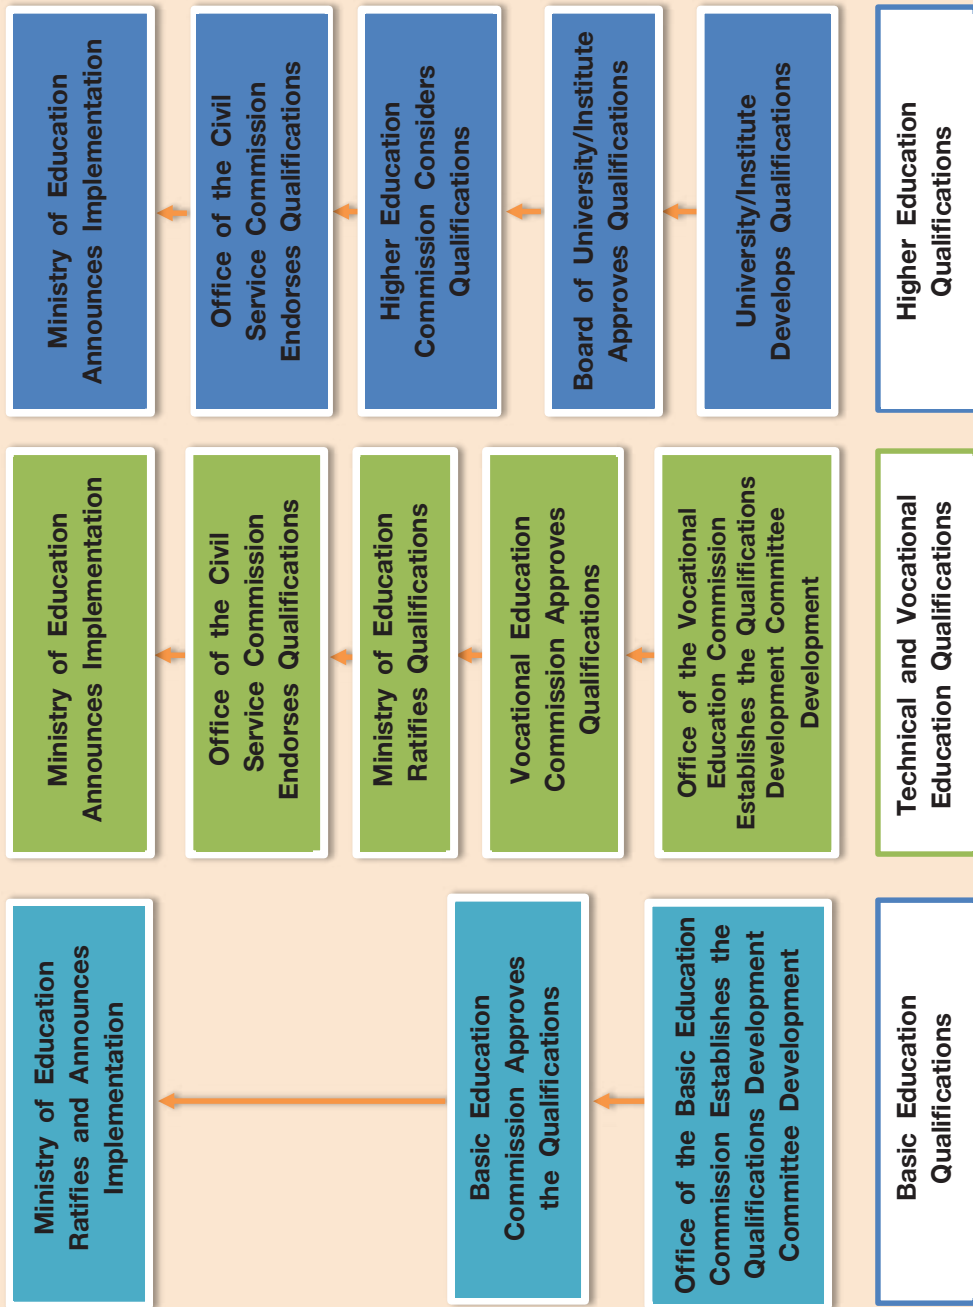 Ministry of Education
Ratifies and Announces
Implementation
Basic Education
Commission Approves
the Qualifications
Office of the Basic Education
Commission Establishes the
Qualifications Development
Committee Development
Basic Education
Qualifications
Ministry of Education
Announces Implementation
Office of the Civil
Service Commission
Endorses Qualifications
Ministry of Education
Ratifies Qualifications
Vocational Education
Commission Approves
Qualifications
Office of the Vocational
Education Commission
Establishes the Qualifications
Development Committee
Development
Technical and Vocational
Education Qualifications
Ministry of Education
Announces Implementation
Office of the Civil
Service Commission
Endorses Qualifications
Higher Education
Commission Considers
Qualifications
Board of University/Institute
Approves Qualifications
University/Institute
Develops Qualifications
Higher Education
Qualifications